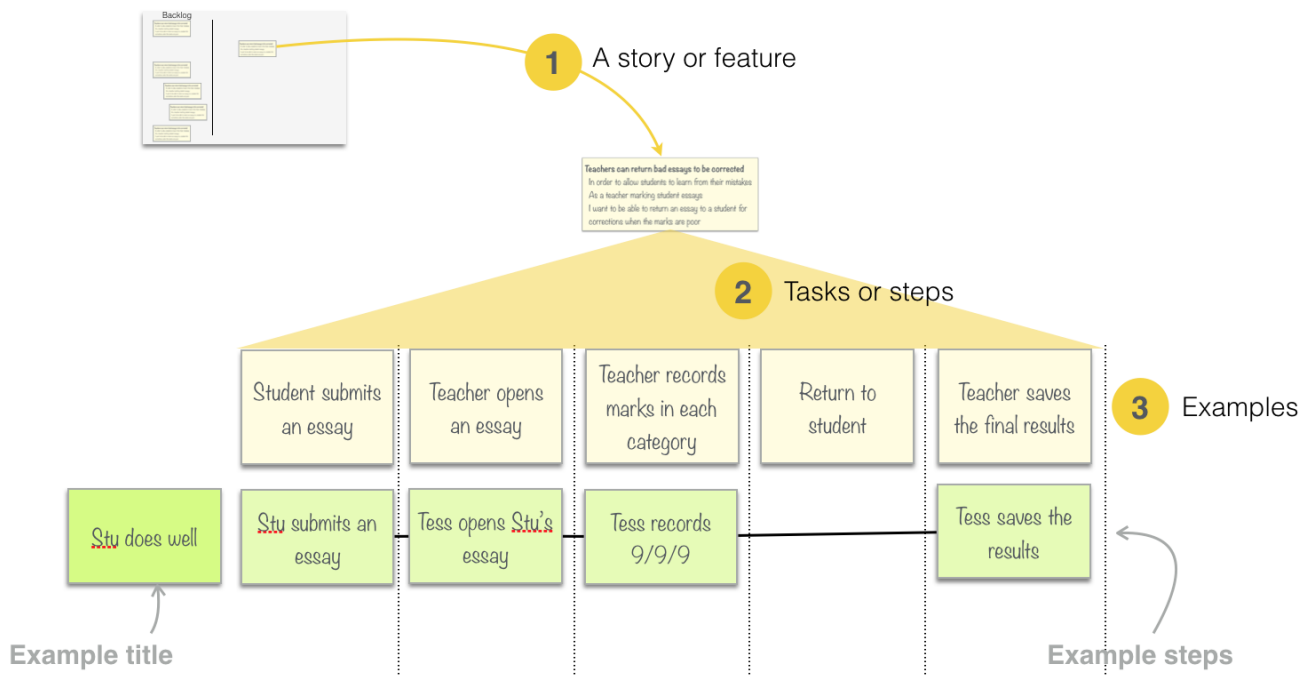 Backlog
1
A story or feature
Teachers can return bad essays to be corrected
In order to allow students to learn from their mistakes
As a teacher marking student essays
I want to be able to return an essay to a student for
corrections when the marks are poor
2
Tasks or steps
Student submits
an essay
Teacher opens
an essay
Teacher records
marks in each
category
Return to
student
Teacher saves
the final results
3
Examples
Stu does well
Stu submits an
essay
Tess opens Stu's
essay
Tess records
9/9/9
Tess saves the
results
Example title
Example steps